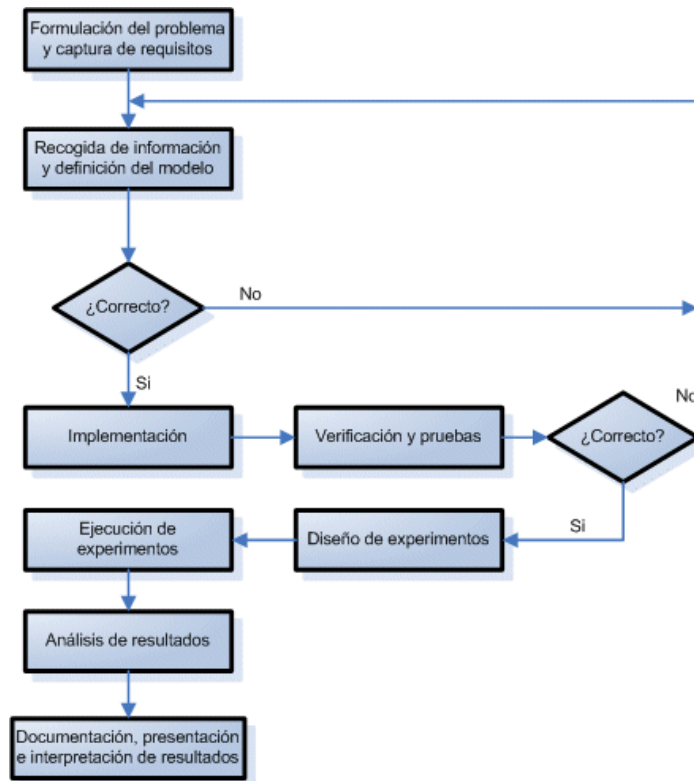 Formulación del problema
y captura de requisitos
Recogida de información
y definición del modelo
¿Correcto?
No
Si
Implementación
Verificación y pruebas
¿Correcto?
No
Si
Diseño de experimentos
Ejecución de
experimentos
Análisis de resultados
Documentación, presentación
e interpretación de resultados